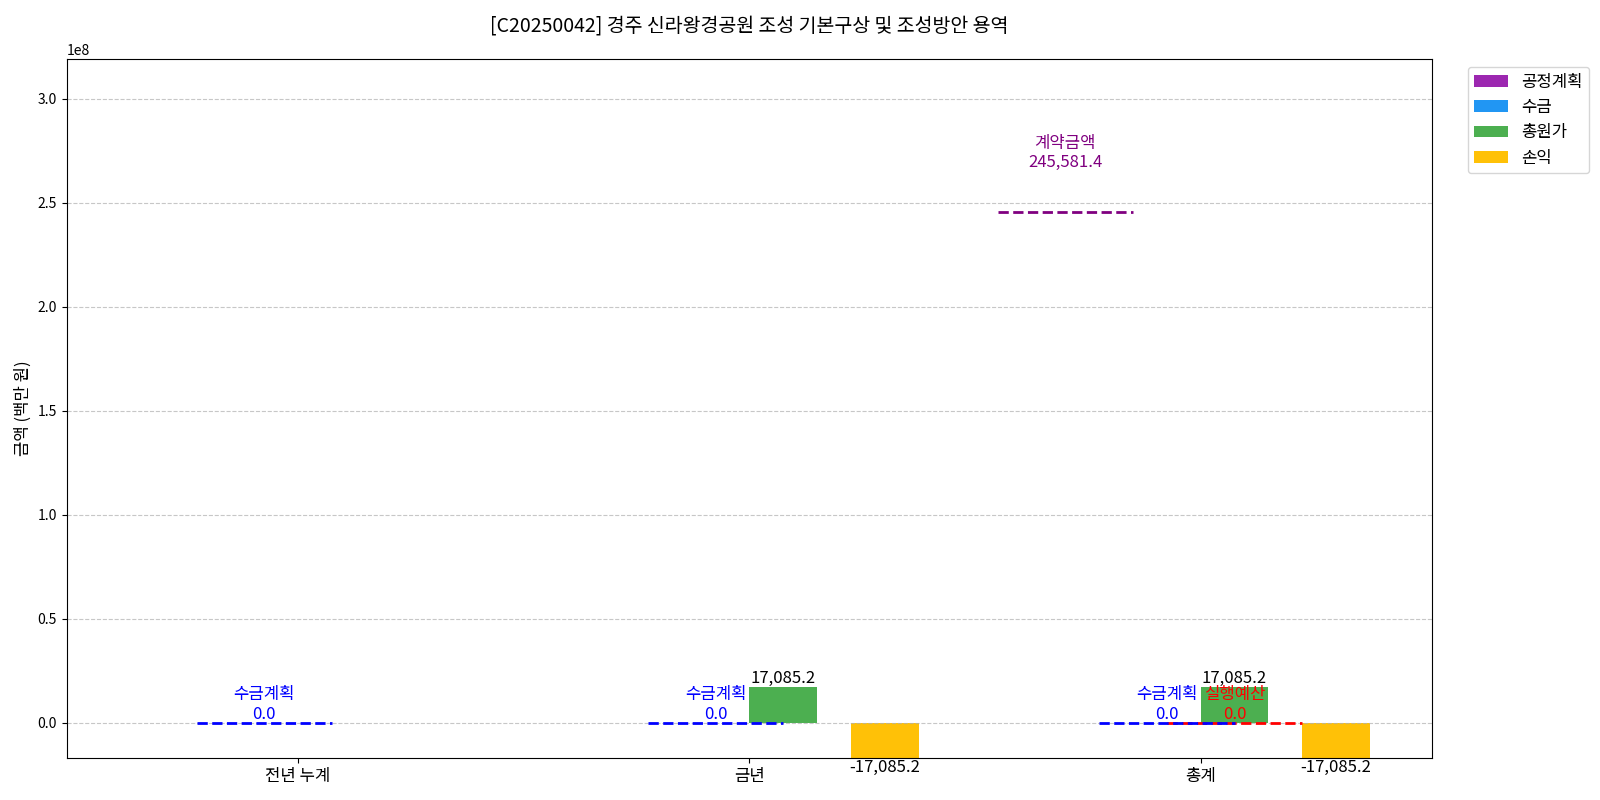 [C20250042] 경주 신라왕경공원 조성 기본구상 및 조성방안 용역
1e8
3.0
2.5
2.0
1.5
1.0
0.5
0.0
금액 (백만 원)
계약금액
245,581.4
수금계획
0.0
수금계획
0.0
17,085.2
-17,085.2
수금계획
0.0
17,085.2
실행예산
0.0
-17,085.2
전년 누계
금년
총계
공정계획
수금
총원가
손익